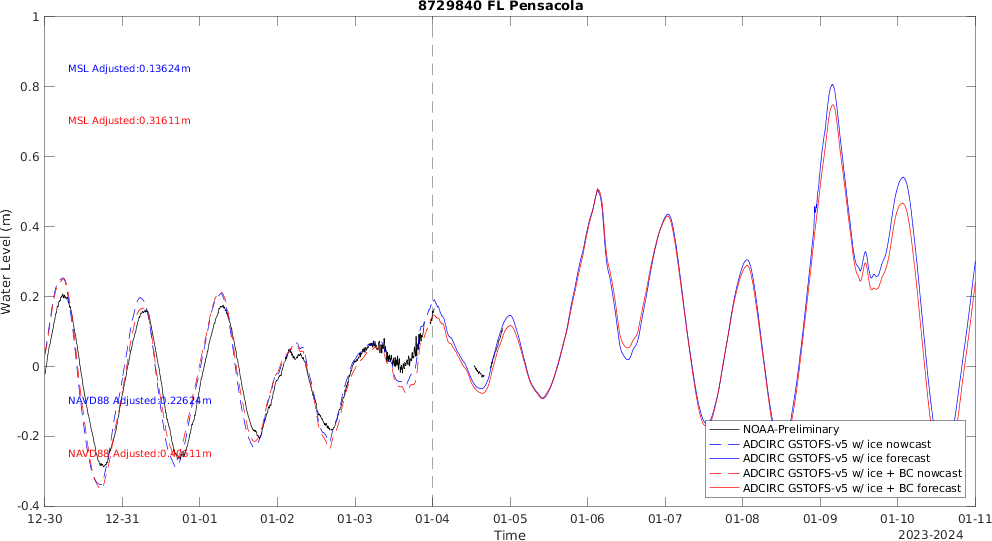 8729840 FL Pensacola
1
MSL Adjusted:0.13624m
0.8
MSL Adjusted:0.31611m
0.6
0.4
Water Level (m)
0.2
0
NAVD88 Adjusted:0.22624m
-0.2
NAVD88 Adjusted:0.40611m
-0.4
NOAA-Preliminary
ADCIRC GSTOFS-v5 w/ ice nowcast
ADCIRC GSTOFS-v5 w/ ice forecast
ADCIRC GSTOFS-v5 w/ ice + BC nowcast
ADCIRC GSTOFS-v5 w/ ice + BC forecast
12-30 12-31 01-01 01-02 01-03 01-04 01-05 01-06 01-07 01-08 01-09 01-10 01-11
Time
2023-2024